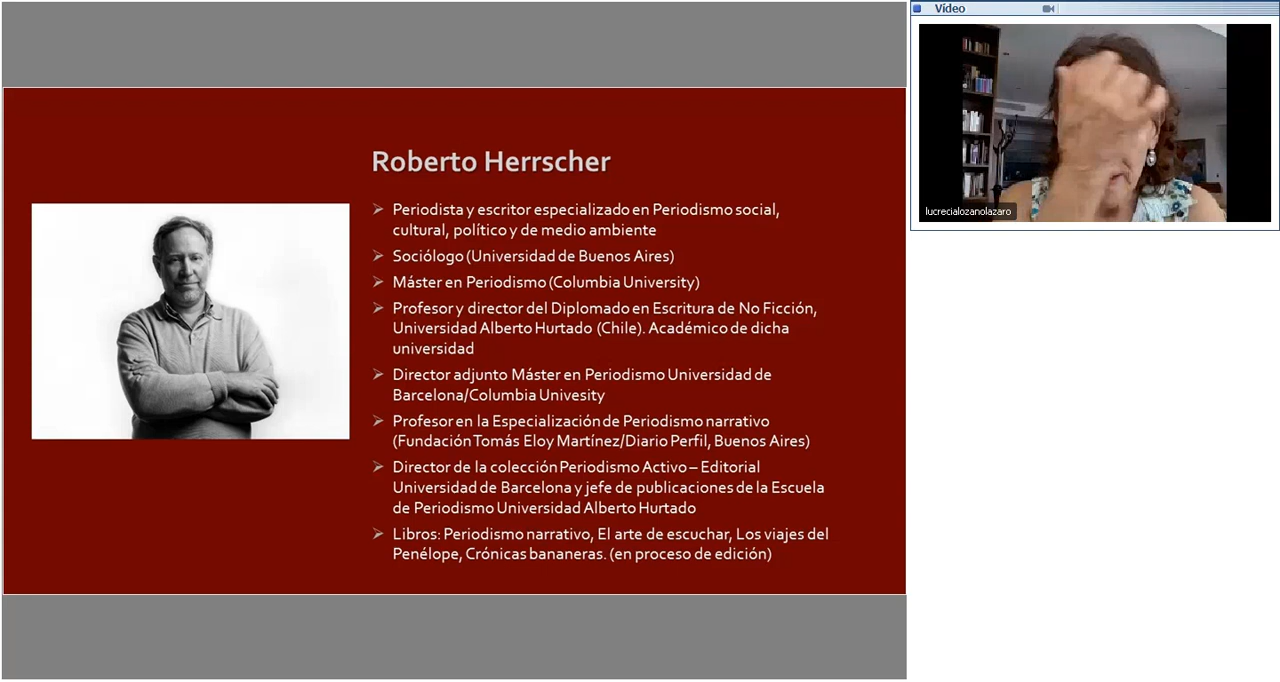 Roberto Herrscher
Periodista y escritor especializado en Periodismo social,
cultural, político y de medio ambiente
Sociólogo (Universidad de Buenos Aires)
Máster en Periodismo (Columbia University)
Profesor y director del Diplomado en Escritura de No Ficción,
Universidad Alberto Hurtado (Chile). Académico de dicha
universidad
Director adjunto Máster en Periodismo Universidad de
Barcelona/Columbia Univesity
Profesor en la Especialización de Periodismo narrativo
(Fundación Tomás Eloy Martínez/Diario Perfil, Buenos Aires)
Director de la colección Periodismo Activo – Editorial
Universidad de Barcelona y jefe de publicaciones de la Escuela
de Periodismo Universidad Alberto Hurtado
Libros: Periodismo narrativo, El arte de escuchar, Los viajes del
Penélope, Crónicas bananeras. (en proceso de edición)
Vídeo
lucrecialozanolazaro